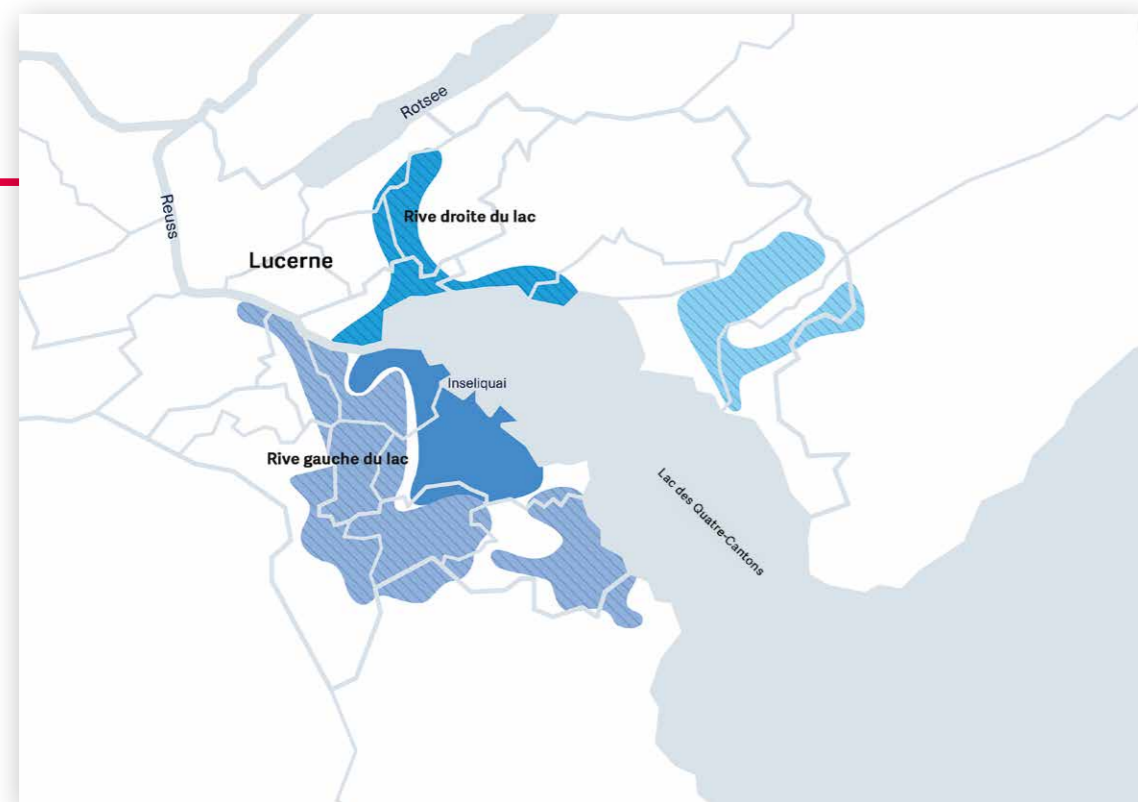 Rotsee
Reuss
Rive droite du lac
Lucerne
Inseliquai
Rive gauche du lac
Lac des Quatre-Cantons